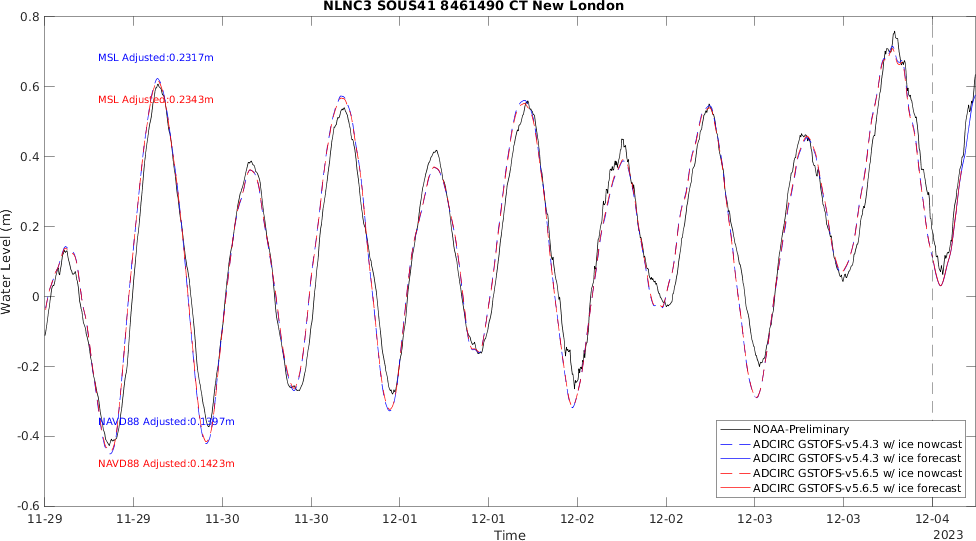 NLNC3 SOUS41 8461490 CT New London
0.8
MSL Adjusted:0.2317m
0.6
MSL Adjusted:0.2343m
0.4
0.2
Water Level (m)
0
-0.2
-0.4
NAVD88 Adjusted:0.1397m
NAVD88 Adjusted:0.1423m
-0.6
NOAA-Preliminary
ADCIRC GSTOFS-v5.4.3 w/ ice nowcast
ADCIRC GSTOFS-v5.4.3 w/ ice forecast
ADCIRC GSTOFS-v5.6.5 w/ ice nowcast
ADCIRC GSTOFS-v5.6.5 w/ ice forecast
11-29 11-29 11-30 11-30 12-01 12-01 12-02 12-02 12-03 12-03 12-04
Time
2023